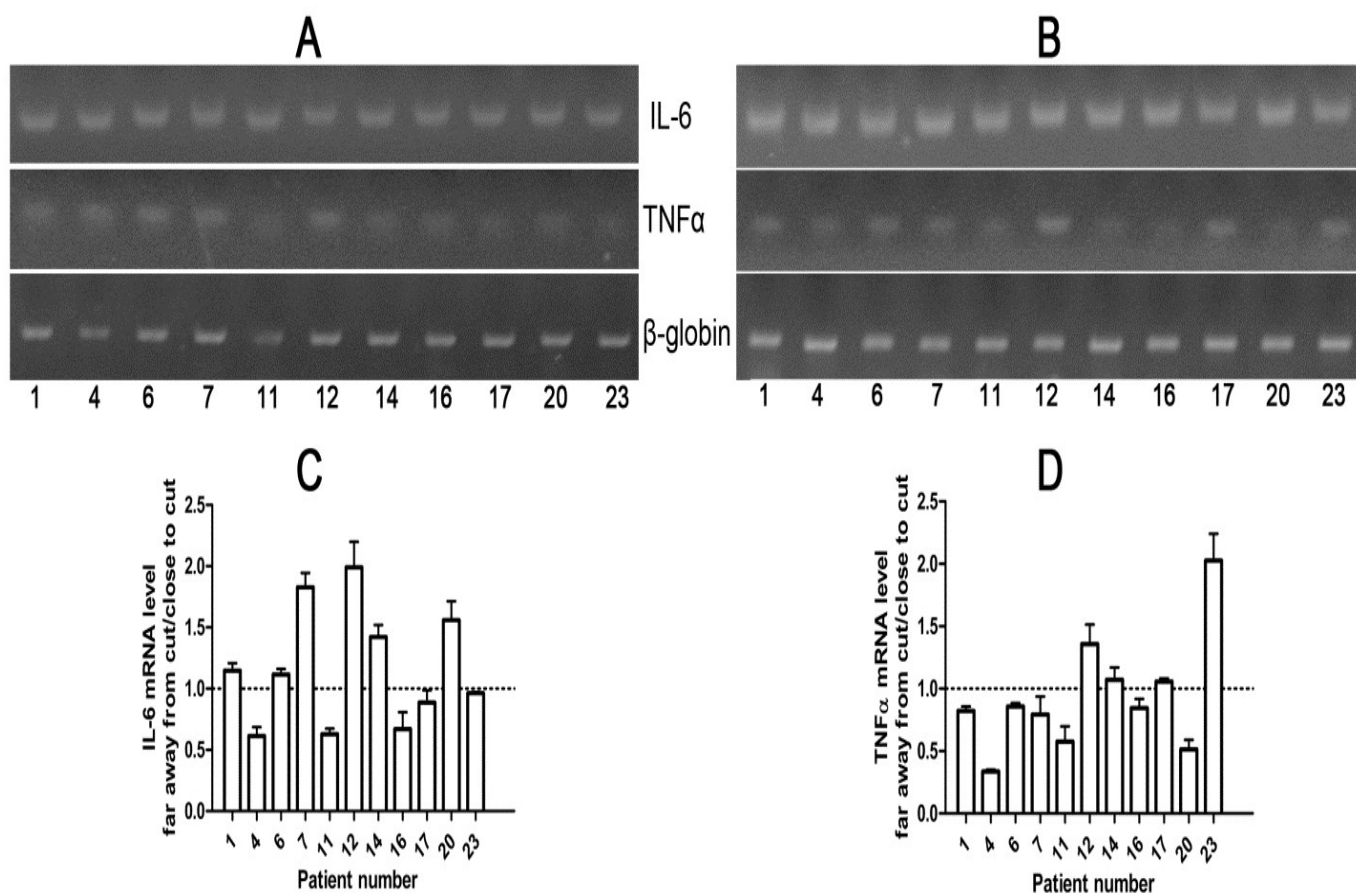 A
B
IL-6
TNFα
β-globin
1 4 6 7 11 12 14 16 17 20 23
1 4 6 7 11 12 14 16 17 20 23
C
IL-6 mRNA level
far away from cut/close to cut
2.5
2.0
1.5
1.0
0.5
0.0
1 4 6 7 11 12 14 16 17 20 23
Patient number
D
TNFα mRNA level
far away from cut/close to cut
2.5
2.0
1.5
1.0
0.5
0.0
1 4 6 7 11 12 14 16 17 20 23
Patient number